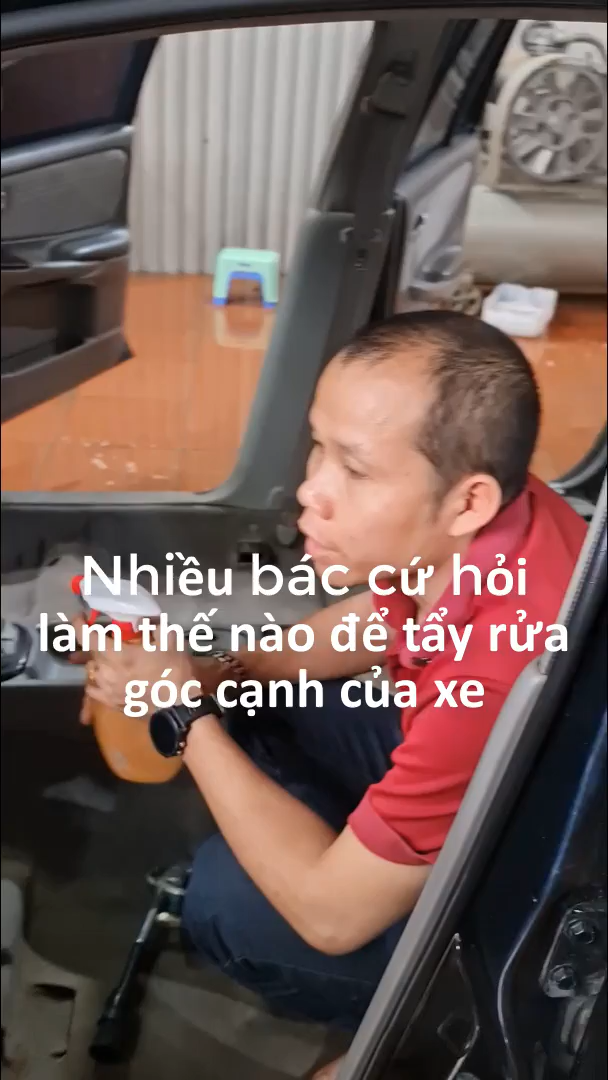 Nhiều bác cứ hỏi
làm thế nào để tẩy rửa
góc cạnh của xe